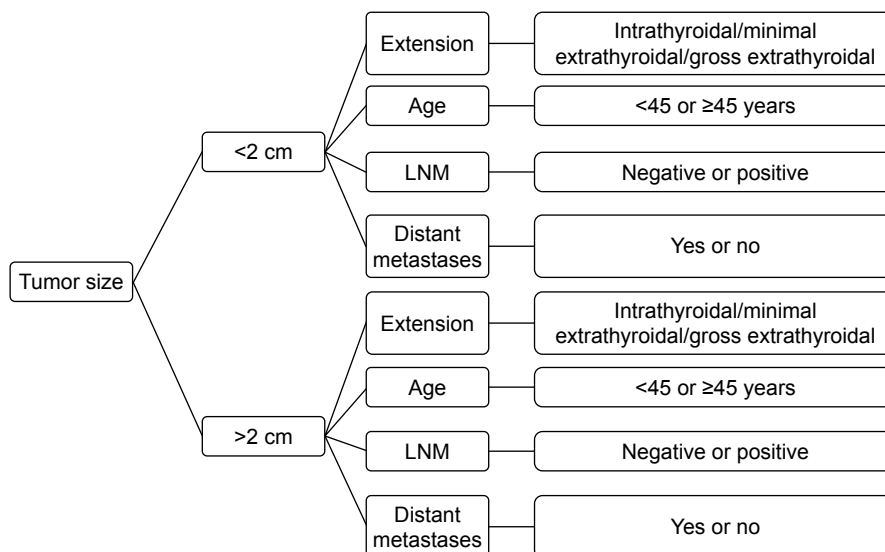 Tumor size
<2 cm
Extension
Intrathyroidal/minimal
extrathyroidal/gross extrathyroidal
Age
<45 or ≥45 years
LNM
Negative or positive
Distant
metastases
Yes or no
>2 cm
Extension
Intrathyroidal/minimal
extrathyroidal/gross extrathyroidal
Age
<45 or ≥45 years
LNM
Negative or positive
Distant
metastases
Yes or no